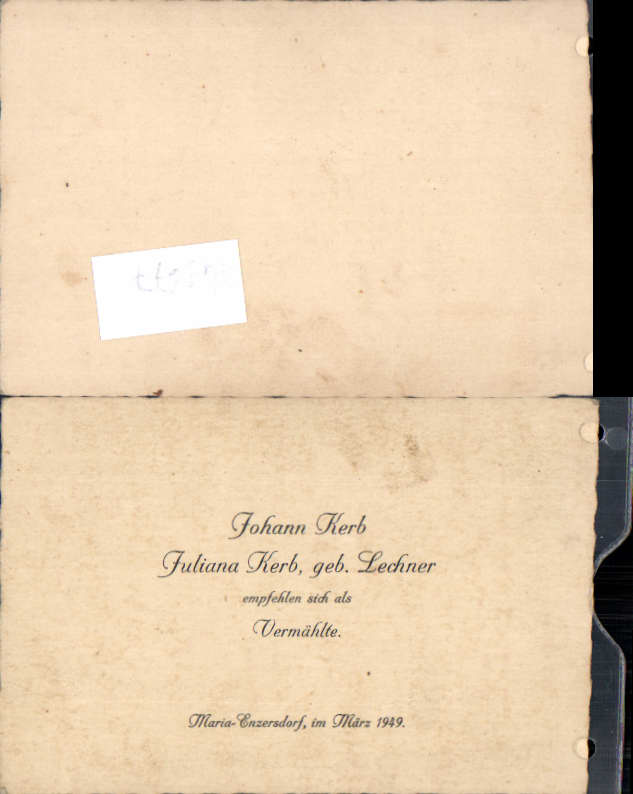 Johann Kerb
Juliana Kerb, geb. Lechner
empfehlen sich als
Vermählte.
Maria-Enzersdorf, im März 1949.